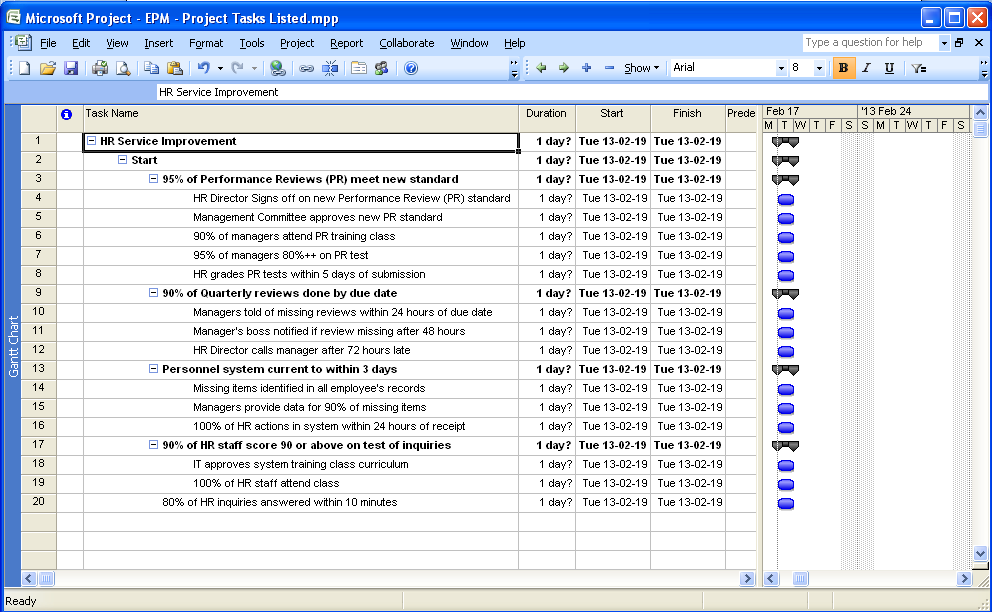 Microsoft Project - EPM - Project Tasks Listed.mpp
File Edit View Insert Format Tools Project Report Collaborate Window Help Type a question for help
Show Arial 8 B I U
HR Service Improvement
Task Name Duration Start Finish Prede Feb 17 '13 Feb 24
M T W T F S S M T W T F S
1 HR Service Improvement 1 day? Tue 13-02-19 Tue 13-02-19
2 Start 1 day? Tue 13-02-19 Tue 13-02-19
3 95% of Performance Reviews (PR) meet new standard 1 day? Tue 13-02-19 Tue 13-02-19
4 HR Director Signs off on new Performance Review (PR) standard 1 day? Tue 13-02-19 Tue 13-02-19
5 Management Committee approves new PR standard 1 day? Tue 13-02-19 Tue 13-02-19
6 90% of managers attend PR training class 1 day? Tue 13-02-19 Tue 13-02-19
7 95% of managers 80%++ on PR test 1 day? Tue 13-02-19 Tue 13-02-19
8 HR grades PR tests within 5 days of submission 1 day? Tue 13-02-19 Tue 13-02-19
9 90% of Quarterly reviews done by due date 1 day? Tue 13-02-19 Tue 13-02-19
10 Managers told of missing reviews within 24 hours of due date 1 day? Tue 13-02-19 Tue 13-02-19
11 Manager's boss notified if review missing after 48 hours 1 day? Tue 13-02-19 Tue 13-02-19
12 HR Director calls manager after 72 hours late 1 day? Tue 13-02-19 Tue 13-02-19
13 Personnel system current to within 3 days 1 day? Tue 13-02-19 Tue 13-02-19
14 Missing items identified in all employee's records 1 day? Tue 13-02-19 Tue 13-02-19
15 Managers provide data for 90% of missing items 1 day? Tue 13-02-19 Tue 13-02-19
16 100% of HR actions in system within 24 hours of receipt 1 day? Tue 13-02-19 Tue 13-02-19
17 90% of HR staff score 90 or above on test of inquiries 1 day? Tue 13-02-19 Tue 13-02-19
18 IT approves system training class curriculum 1 day? Tue 13-02-19 Tue 13-02-19
19 100% of HR staff attend class 1 day? Tue 13-02-19 Tue 13-02-19
20 80% of HR inquiries answered within 10 minutes 1 day? Tue 13-02-19 Tue 13-02-19
Gantt Chart
Ready